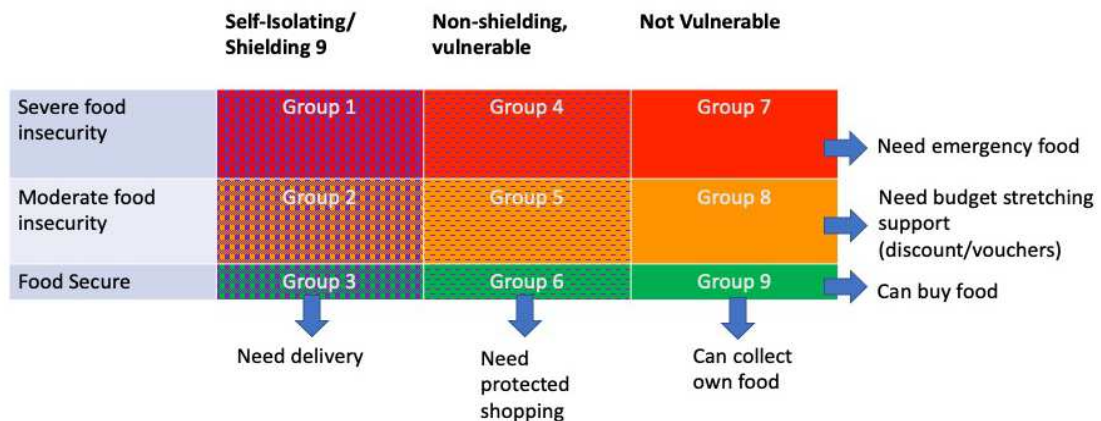 Self-Isolating/
Shielding 9
Non-shielding,
vulnerable
Not Vulnerable
Severe food
insecurity
Group 1
Group 4
Group 7
Need emergency food
Moderate food
insecurity
Group 2
Group 5
Group 8
Need budget stretching
support
(discount/vouchers)
Food Secure
Group 3
Group 6
Group 9
Can buy food
Need delivery
Need
protected
shopping
Can collect
own food